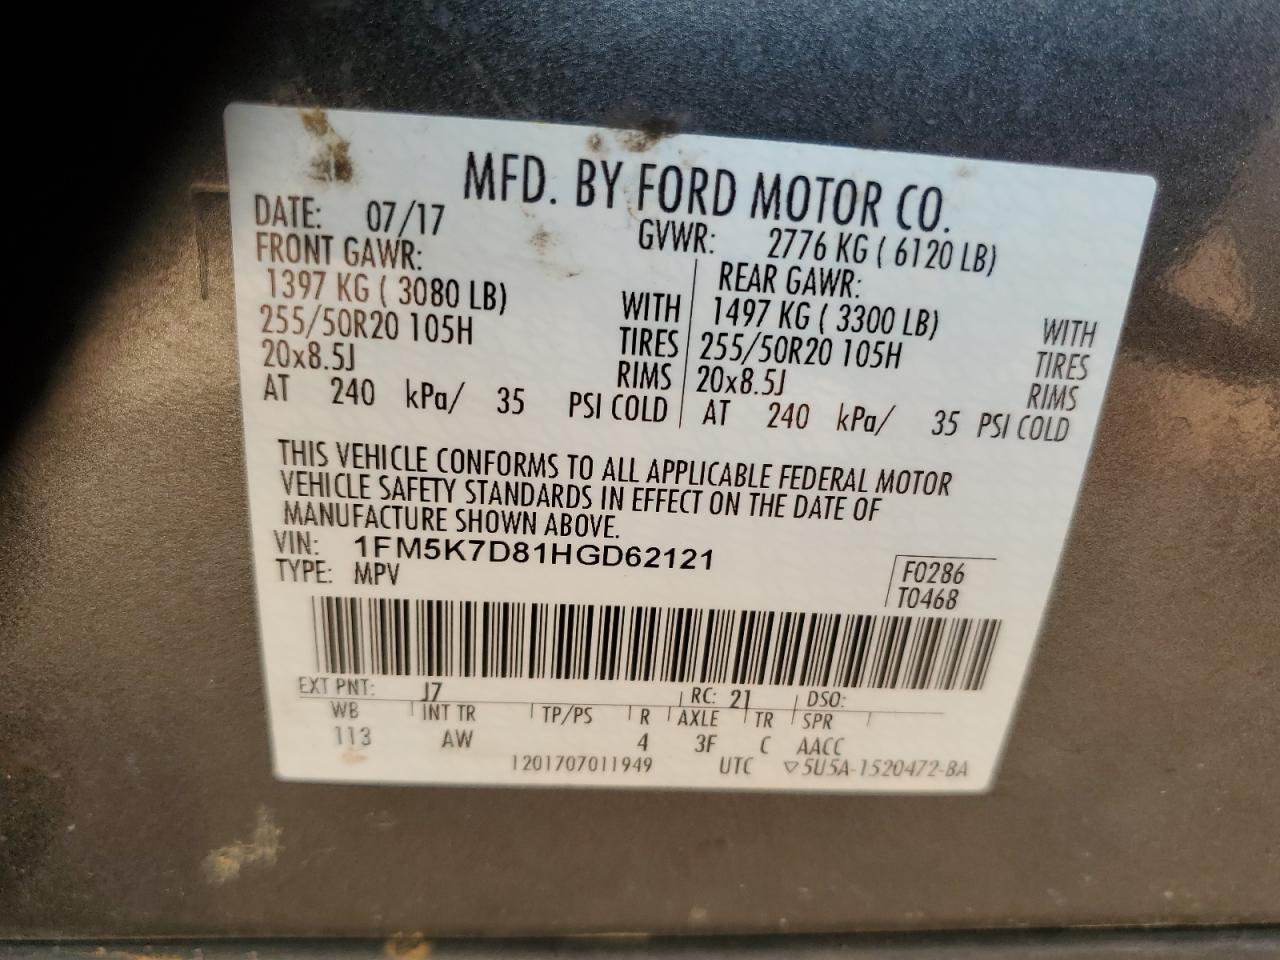 MFD. BY FORD MOTOR CO.
DATE: 07/17 GVWR: 2776 KG ( 6120 LB)
FRONT GAWR: REAR GAWR:
1397 KG ( 3080 LB) WITH 1497 KG ( 3300 LB) WITH
255/50R20 105H TIRES 255/50R20 105H TIRES
20x8.5J RIMS 20x8.5J RIMS
AT 240 kPa/ 35 PSI COLD AT 240 kPa/ 35 PSI COLD
THIS VEHICLE CONFORMS TO ALL APPLICABLE FEDERAL MOTOR
VEHICLE SAFETY STANDARDS IN EFFECT ON THE DATE OF
MANUFACTURE SHOWN ABOVE.
VIN: 1FM5K7D81HGD62121
TYPE: MPV F0286
T0468
EXT PNT: J7 RC: 21 DSO:
WB INT TR TP/PS R AXLE TR SPR
113 AW 4 3F C AACC
1201707011949 UTC ▽5U5A-1520472-BA